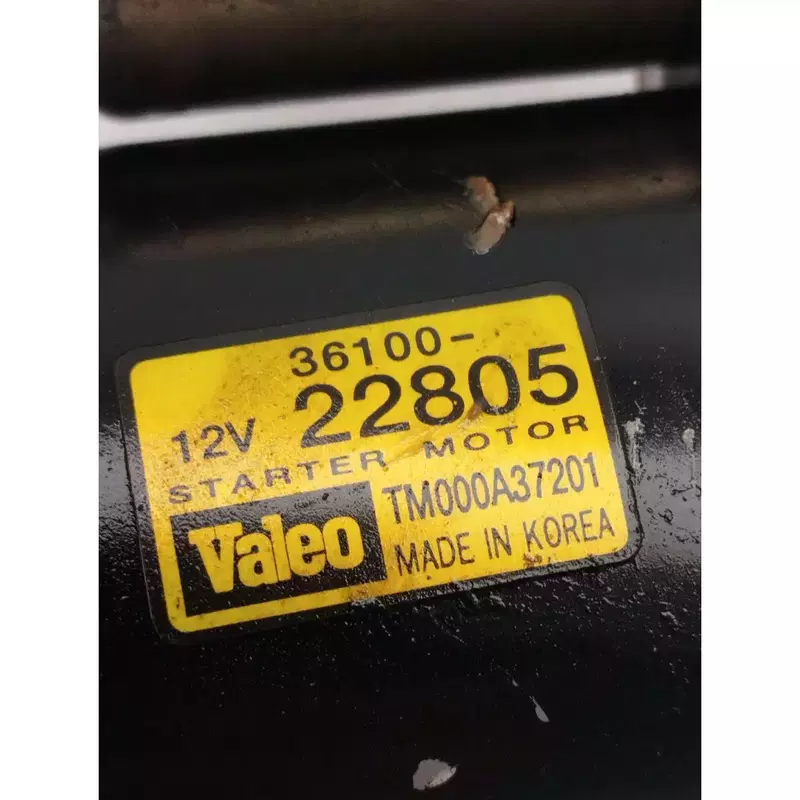 36100-
12V 22805
STARTER MOTOR
Valeo TM000A37201
MADE IN KOREA